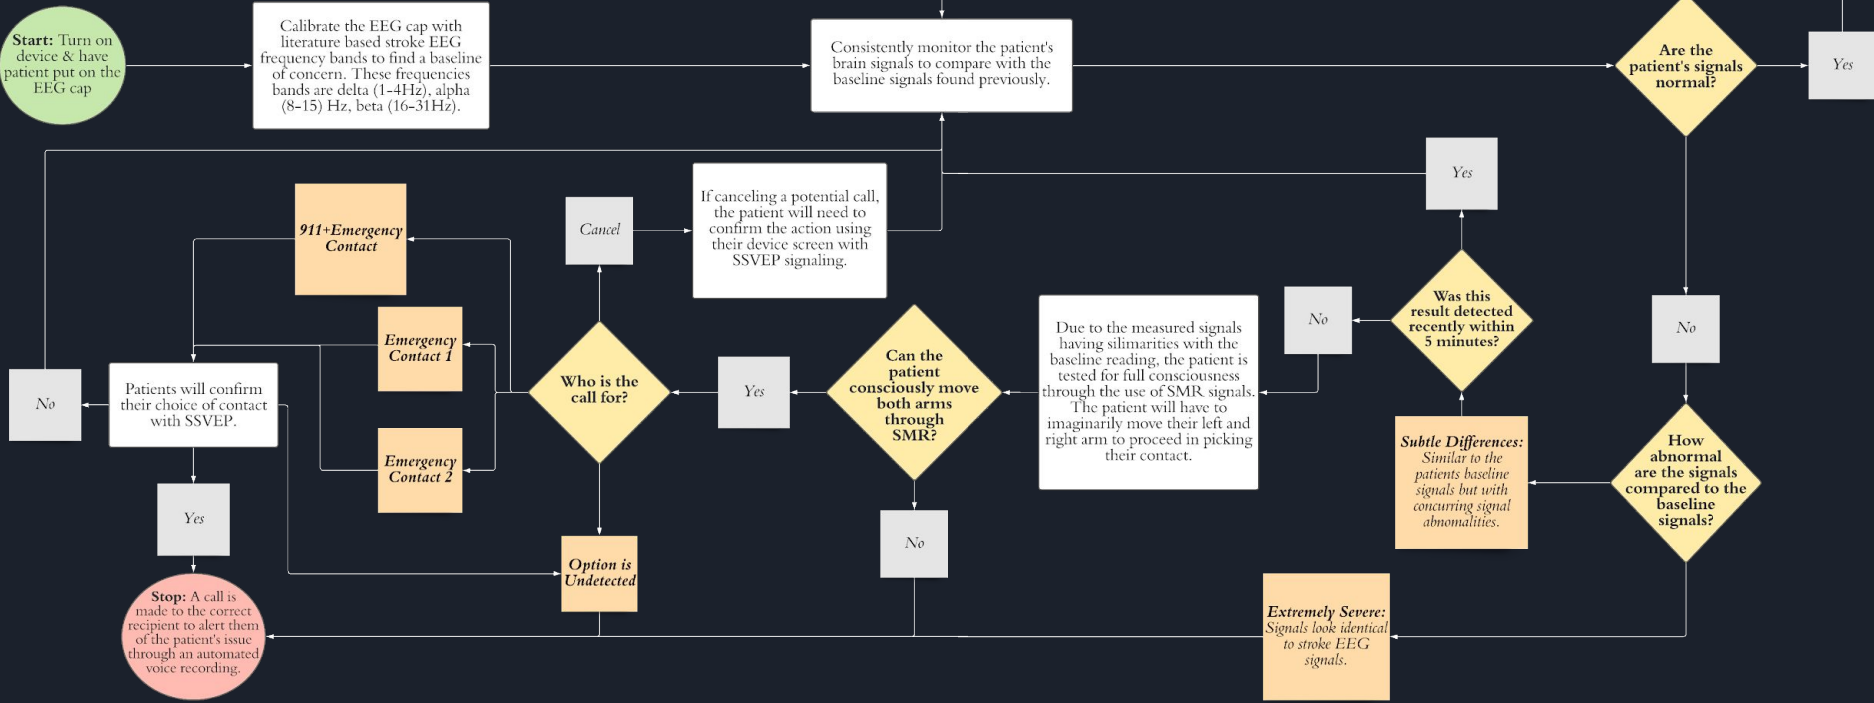 Start: Turn on
device & have
patient put on the
EEG cap
Calibrate the EEG cap with
literature based stroke EEG
frequency bands to find a baseline
of concern. These frequencies
bands are delta (1-4Hz), alpha
(8-15) Hz, beta (16-31Hz).
Consistently monitor the patient's
brain signals to compare with the
baseline signals found previously.
Are the
patient's signals
normal?
Yes
Yes
911+Emergency
Contact
Cancel
If canceling a potential call,
the patient will need to
confirm the action using
their device screen with
SSVEP signaling.
Emergency
Contact 1
No
Was this
result detected
recently within
5 minutes?
No
Due to the measured signals
having silimarities with the
baseline reading, the patient is
tested for full consciousness
through the use of SMR signals.
The patient will have to
imaginarily move their left and
right arm to proceed in picking
their contact.
Can the
patient
consciously move
both arms
through
SMR?
Yes
Who is the
call for?
No
Patients will confirm
their choice of contact
with SSVEP.
Emergency
Contact 2
Subtle Differences:
Similar to the
patients baseline
signals but with
concurring signal
abnomalities.
How
abnormal
are the signals
compared to the
baseline
signals?
Yes
No
Option is
Undetected
Stop: A call is
made to the correct
recipient to alert them
of the patient's issue
through an automated
voice recording.
Extremely Severe:
Signals look identical
to stroke EEG
signals.